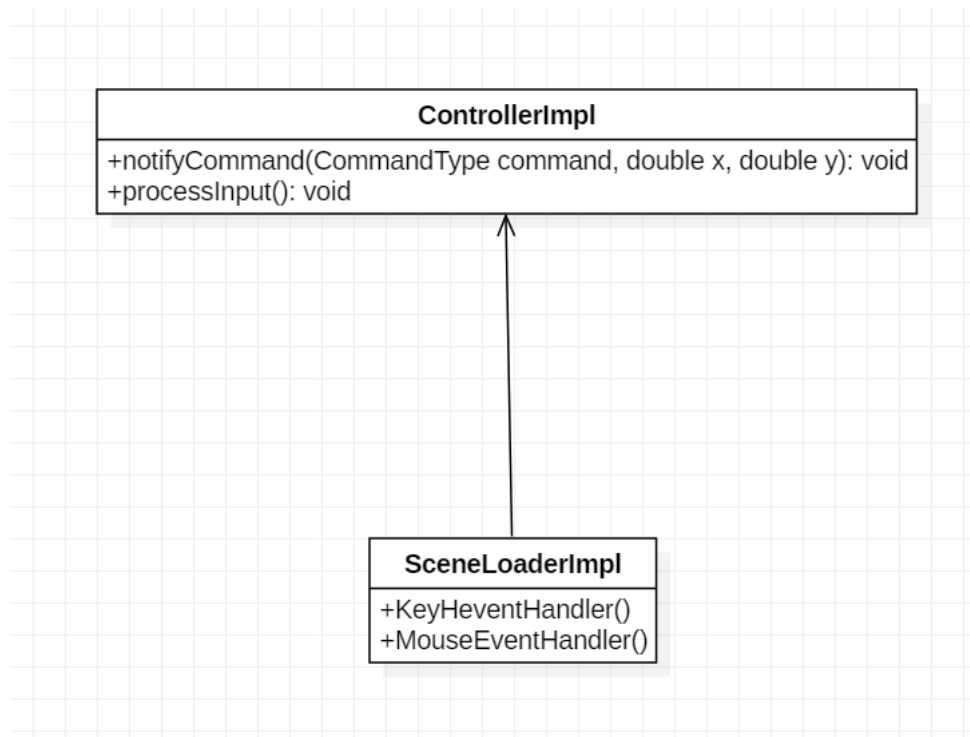 ControllerImpl
+notifyCommand(CommandType command, double x, double y): void
+processInput(): void
SceneLoaderImpl
+KeyHeventHandler()
+MouseEventHandler()